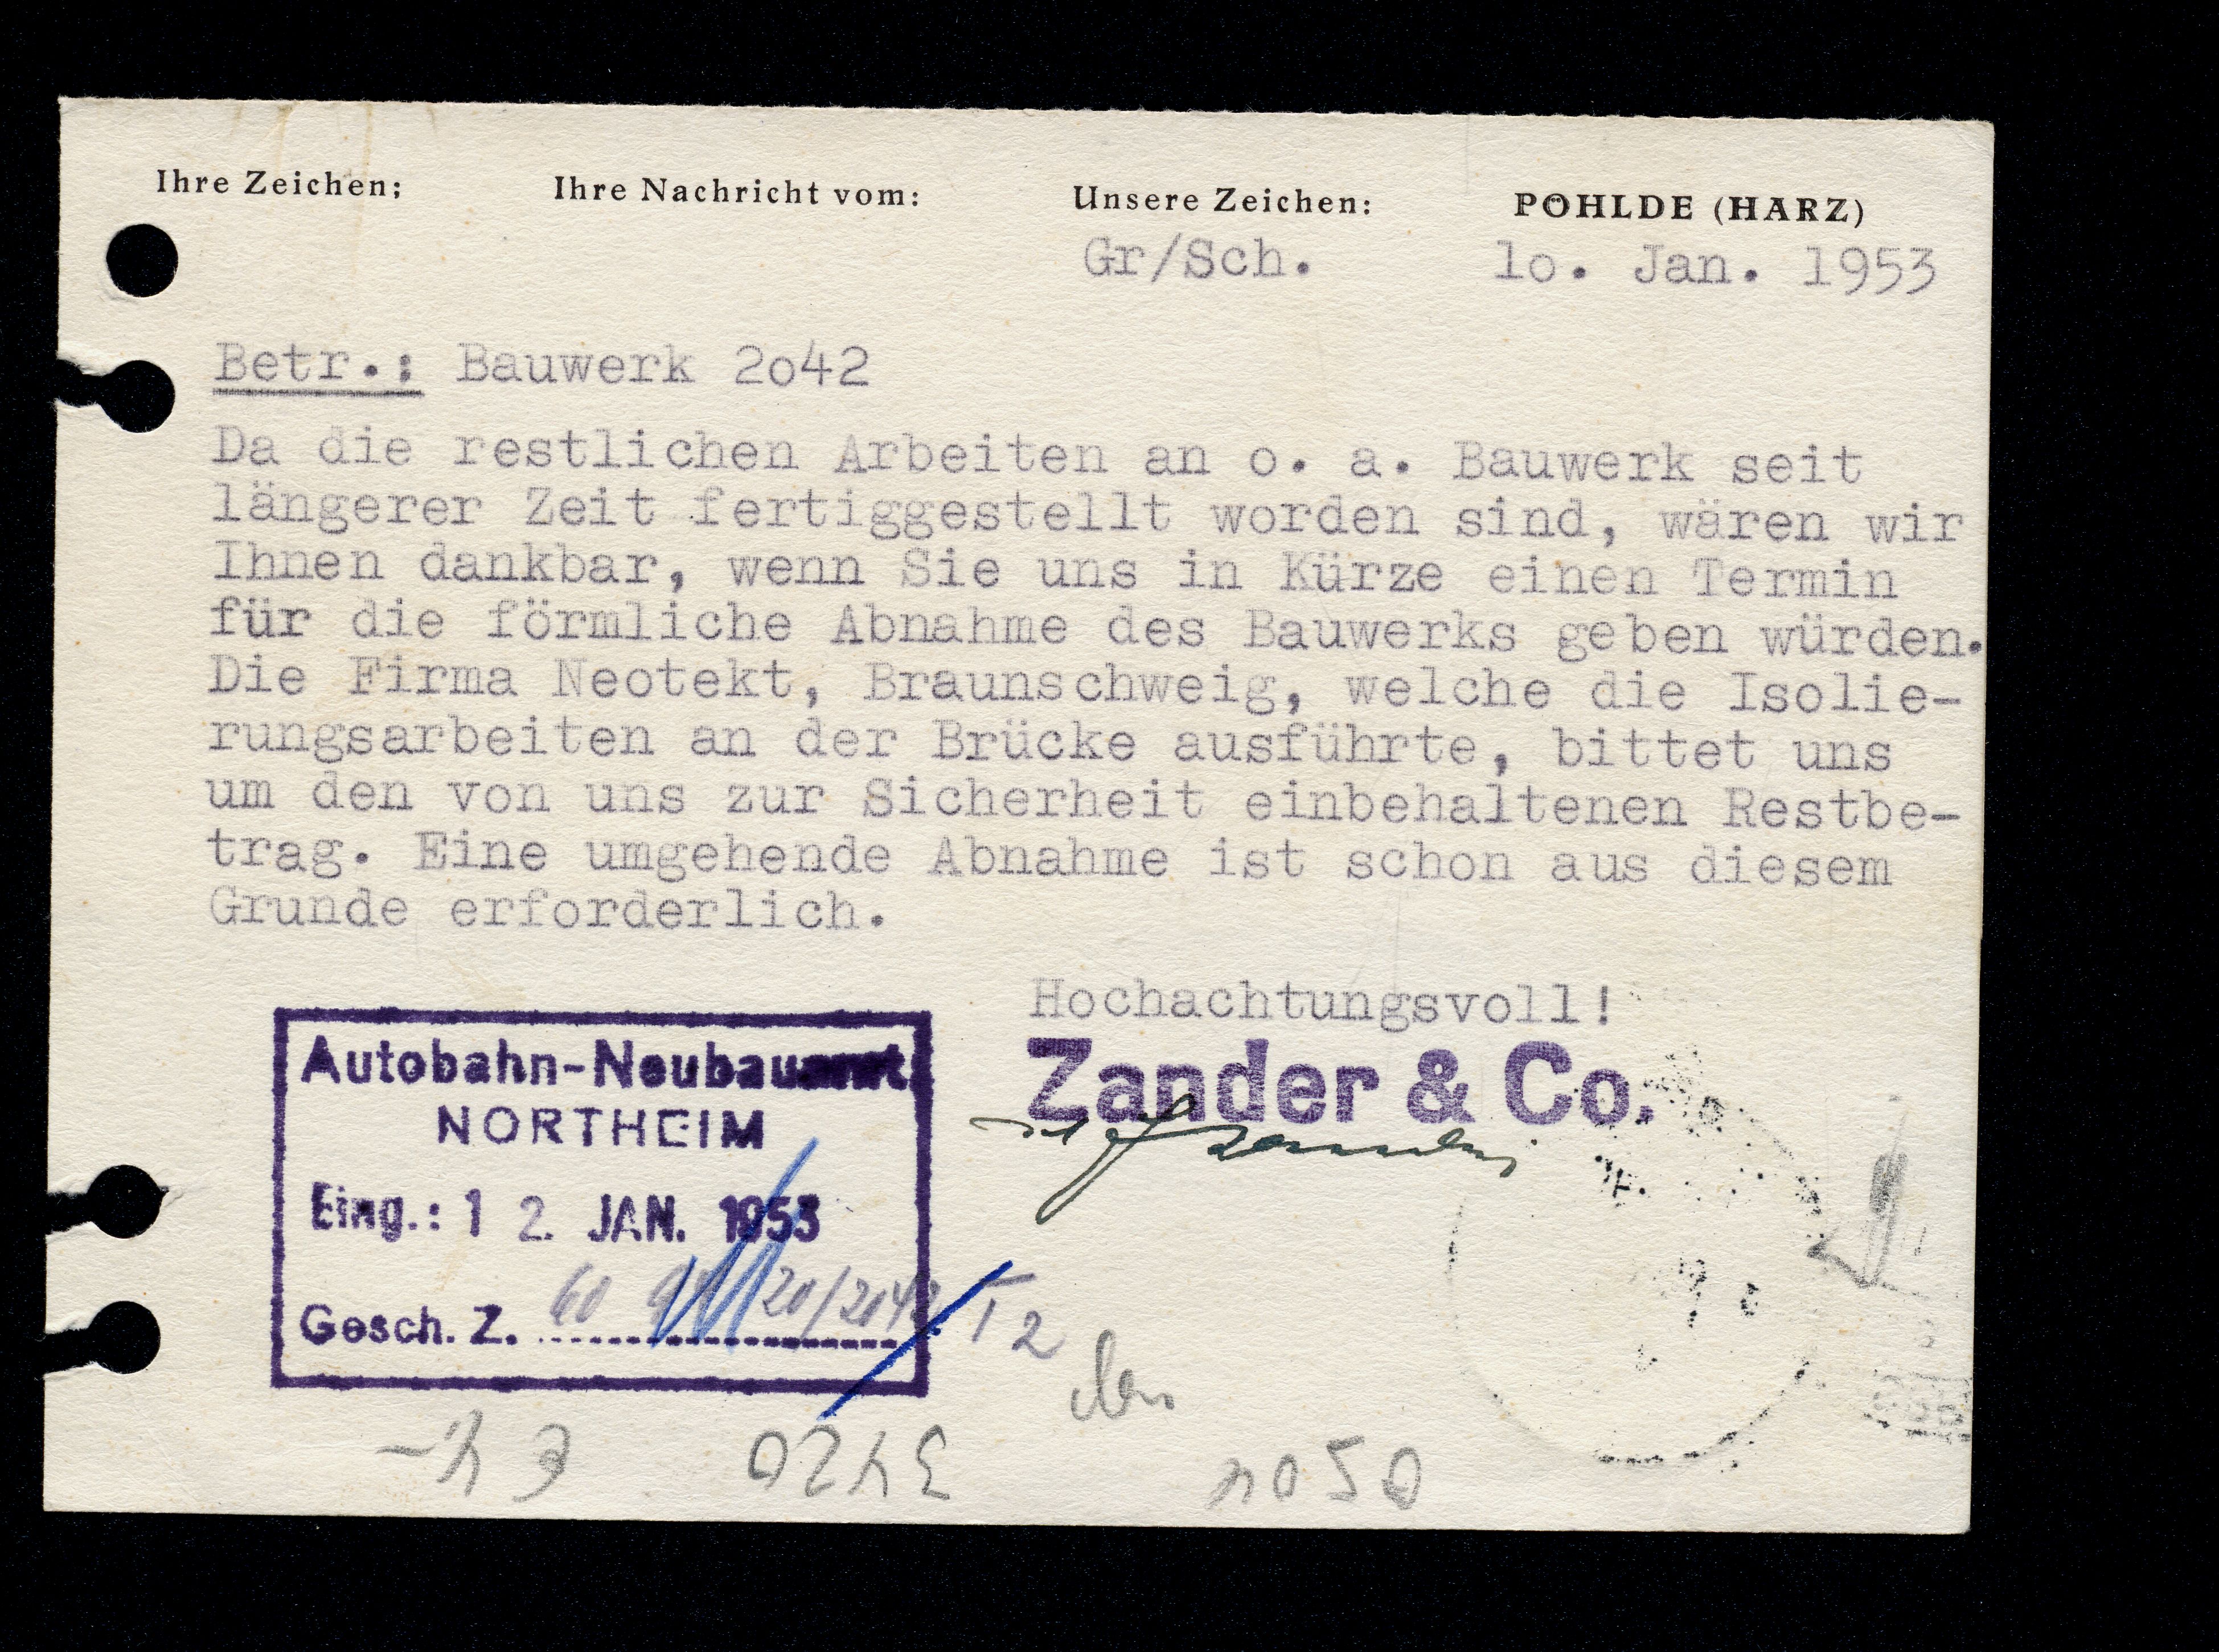 Ihre Zeichen: Ihre Nachricht vom: Unsere Zeichen: PÖHLDE (HARZ)
Gr/Sch. 1o. Jan. 1953
Betr.: Bauwerk 2o42
Da die restlichen Arbeiten an o. a. Bauwerk seit
längerer Zeit fertiggestellt worden sind, wären wir
Ihnen dankbar, wenn Sie uns in Kürze einen Termin
für die förmliche Abnahme des Bauwerks geben würden.
Die Firma Neotekt, Braunschweig, welche die Isolie-
rungsarbeiten an der Brücke ausführte, bittet uns
um den von uns zur Sicherheit einbehaltenen Restbe-
trag. Eine umgehende Abnahme ist schon aus diesem
Grunde erforderlich.
Hochachtungsvoll!
Zander & Co.
Autobahn-Neubauamt
NORTHEIM
Eing.: 12. JAN. 1953
Gesch. Z. 20/2042